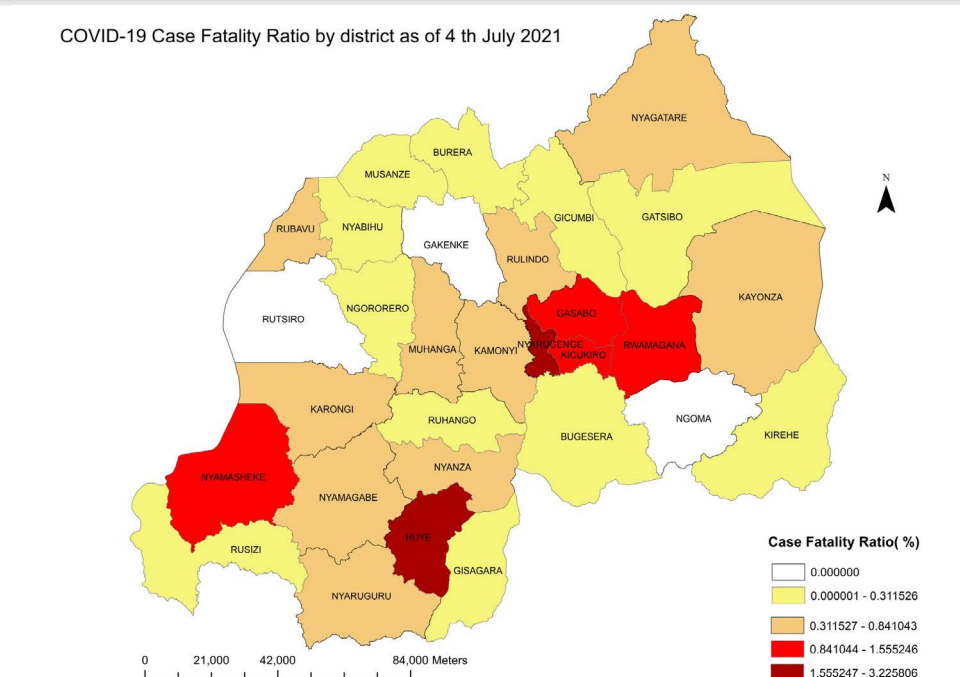 COVID-19 Case Fatality Ratio by district as of 4 th July 2021
NYAGATARE
BURERA
MUSANZE
N
GICUMBI
GATSIBO
RUBAVU
NYABIHU
GAKENKE
RULINDO
KAYONZA
RUTSIRO
NGORORERO
GASABO
MUHANGA
KAMONYI
NYARUGENGE
RWAMAGANA
KICUKIRO
KARONGI
RUHANGO
NGOMA
BUGESERA
KIREHE
NYAMASHEKE
NYANZA
NYAMAGABE
HUYE
RUSIZI
GISAGARA
NYARUGURU
Case Fatality Ratio( %)
0.000000
0.000001 - 0.311526
0.311527 - 0.841043
0.841044 - 1.555246
1.555247 - 3.225806
0 21,000 42,000 84,000 Meters